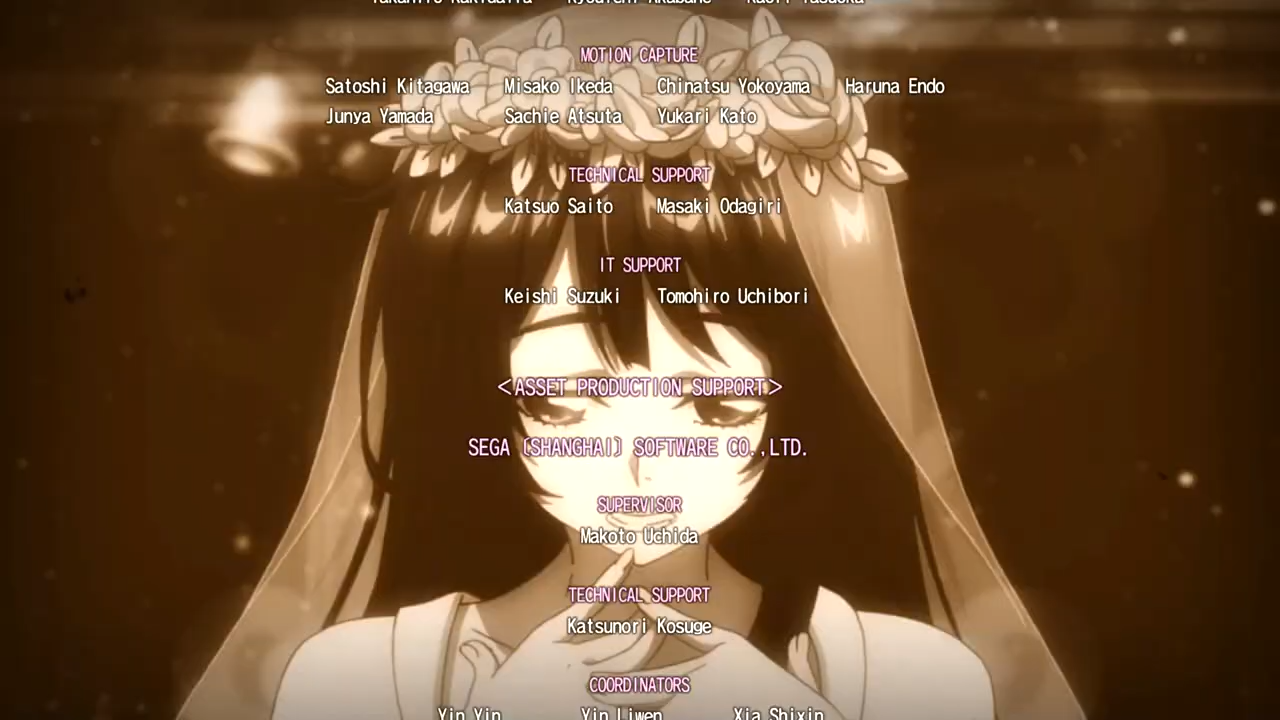 MOTION CAPTURE
Satoshi Kitagawa Misako Ikeda Chinatsu Yokoyama Haruna Endo
Junya Yamada Sachie Atsuta Yukari Kato
TECHNICAL SUPPORT
Katsuo Saito Masaki Odagiri
IT SUPPORT
Keishi Suzuki Tomohiro Uchibori
<ASSET PRODUCTION SUPPORT>
SEGA (SHANGHAI) SOFTWARE CO.,LTD.
SUPERVISOR
Makoto Uchida
TECHNICAL SUPPORT
Katsunori Kosuge
COORDINATORS
Yin Yin Yin Liwen Xia Shixin